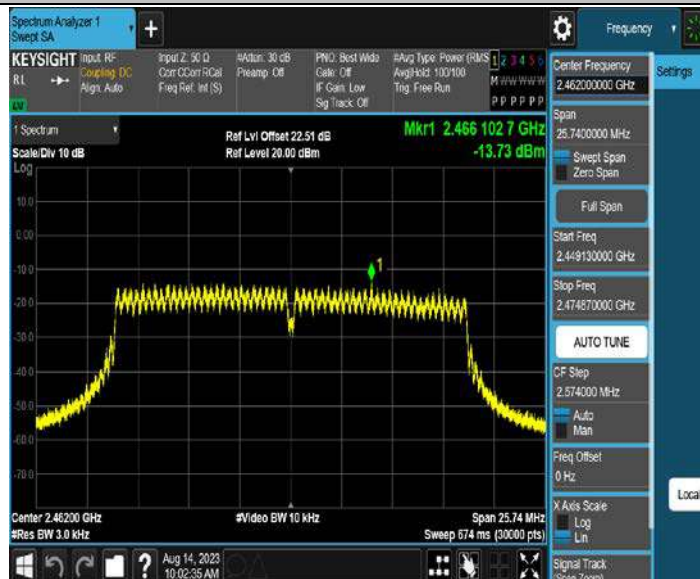 Spectrum Analyzer 1
Swept SA
+
Frequency
KEYSIGHT
RL
Input: RF
Coupling: DC
Align: Auto
Input Z: 50 Ω
Corr CCorr RCal
Freq Ref: Int (S)
#Atten: 30 dB
Preamp: Off
PNO: Best Wide
Gate: Off
IF Gain: Low
Sig Track: Off
#Avg Type: Power (RMS
Avg|Hold: 100/100
Trig: Free Run
1 2 3 4 5 6
M W W W W W
P P P P P P
1 Spectrum
Scale/Div 10 dB
Log
Ref Lvl Offset 22.51 dB
Ref Level 20.00 dBm
Mkr1 2.466 102 7 GHz
-13.73 dBm
10.0
0.00
-10.0
-20.0
-30.0
-40.0
-50.0
-60.0
-70.0
1
Center 2.46200 GHz
#Res BW 3.0 kHz
#Video BW 10 kHz
Span 25.74 MHz
Sweep 674 ms (30000 pts)
Aug 14, 2023
10:02:35 AM
?
Center Frequency
2.462000000 GHz
Settings
Span
25.7400000 MHz
Swept Span
Zero Span
Full Span
Start Freq
2.449130000 GHz
Stop Freq
2.474870000 GHz
AUTO TUNE
CF Step
2.574000 MHz
Auto
Man
Freq Offset
0 Hz
X Axis Scale
Log
Lin
Local
Signal Track
(Span Zoom)